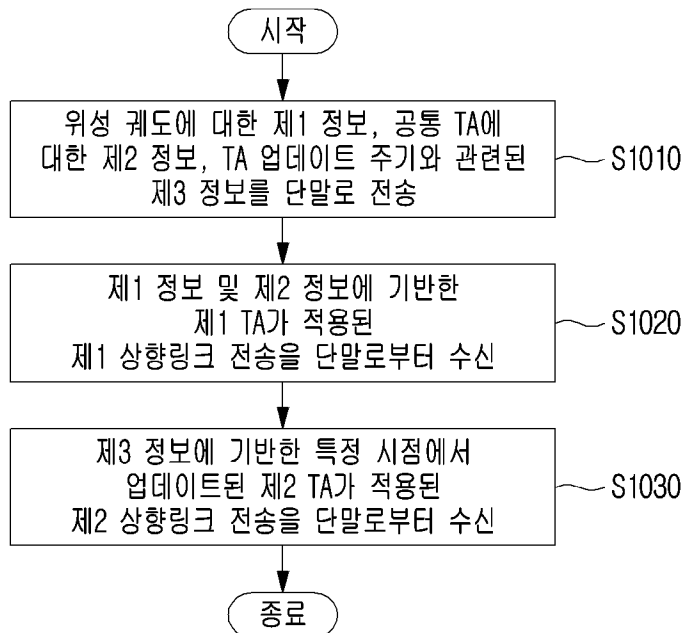 시작
위성 궤도에 대한 제1 정보, 공통 TA에
대한 제2 정보, TA 업데이트 주기와 관련된
제3 정보를 단말로 전송
S1010
제1 정보 및 제2 정보에 기반한
제1 TA가 적용된
제1 상향링크 전송을 단말로부터 수신
S1020
제3 정보에 기반한 특정 시점에서
업데이트된 제2 TA가 적용된
제2 상향링크 전송을 단말로부터 수신
S1030
종료